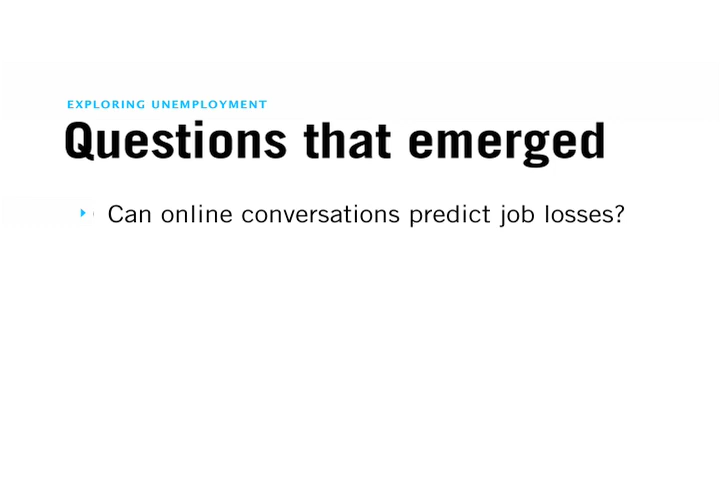 EXPLORING UNEMPLOYMENT
Questions that emerged
Can online conversations predict job losses?